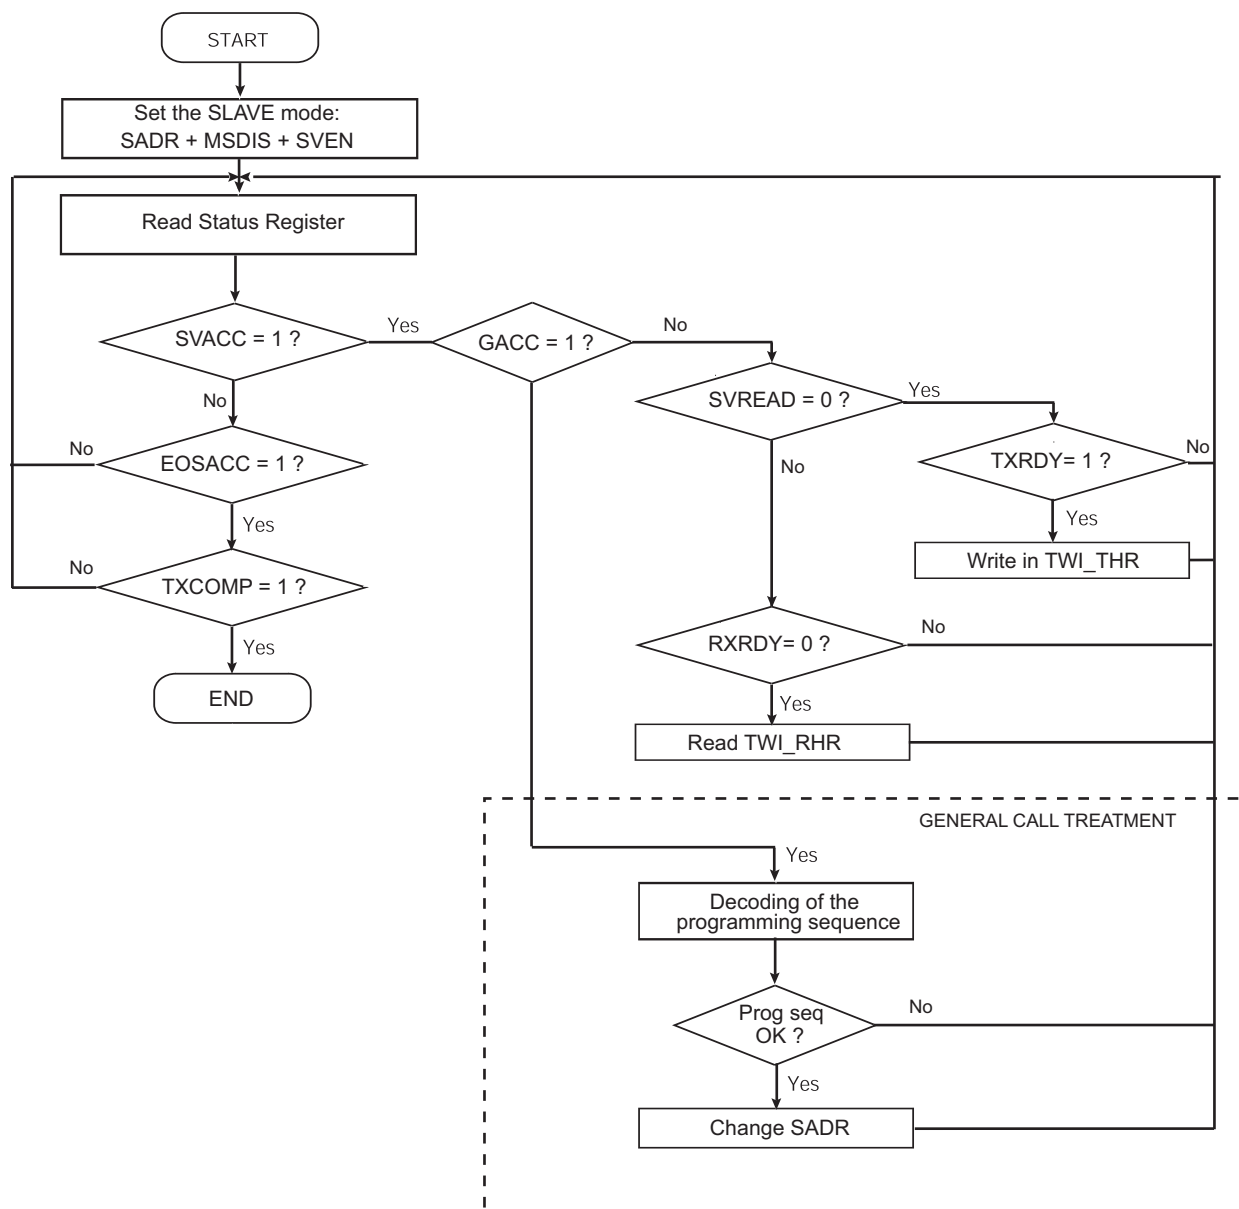 START
Set the SLAVE mode:
SADR + MSDIS + SVEN
Read Status Register
SVACC = 1 ?
Yes
GACC = 1 ?
No
SVREAD = 0 ?
Yes
No
EOSACC = 1 ?
No
TXRDY= 1 ?
No
No
Yes
Yes
Write in TWI_THR
TXCOMP = 1 ?
No
Yes
RXRDY= 0 ?
No
END
Yes
Read TWI_RHR
GENERAL CALL TREATMENT
Yes
Decoding of the
programming sequence
Prog seq
OK ?
No
Yes
Change SADR